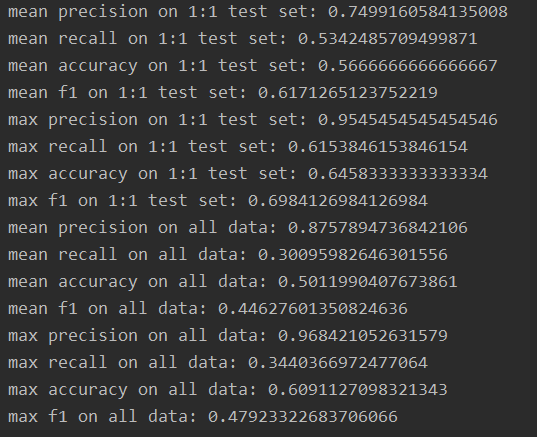 mean precision on 1:1 test set: 0.7499160584135008
mean recall on 1:1 test set: 0.5342485709499871
mean accuracy on 1:1 test set: 0.5666666666666667
mean f1 on 1:1 test set: 0.6171265123752219
max precision on 1:1 test set: 0.9545454545454546
max recall on 1:1 test set: 0.6153846153846154
max accuracy on 1:1 test set: 0.6458333333333334
max f1 on 1:1 test set: 0.6984126984126984
mean precision on all data: 0.8757894736842106
mean recall on all data: 0.30095982646301556
mean accuracy on all data: 0.5011990407673861
mean f1 on all data: 0.44627601350824636
max precision on all data: 0.968421052631579
max recall on all data: 0.3440366972477064
max accuracy on all data: 0.6091127098321343
max f1 on all data: 0.47923322683706066